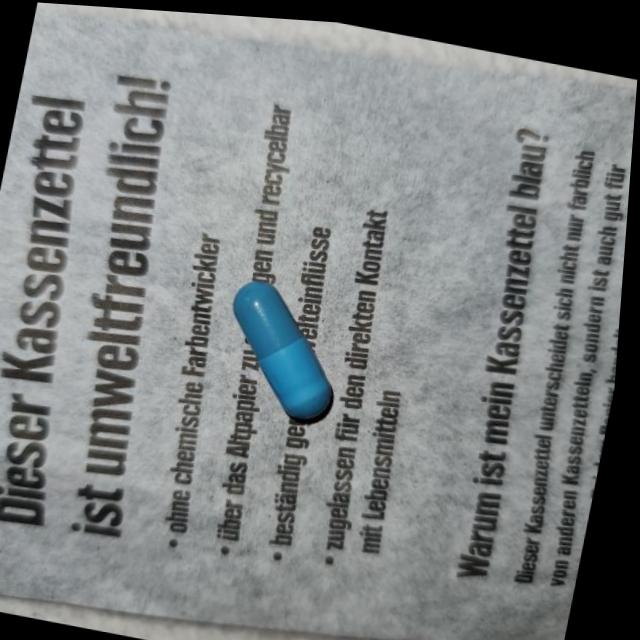 Dieser Kassenzettel
ist umweltfreundlich!
• ohne chemische Farbentwickler
• über das Altpapier zu gen und recycelbar
• beständig ge elteinflüsse
• zugelassen für den direkten Kontakt
mit Lebensmitteln
Warum ist mein Kassenzettel blau?
Dieser Kassenzettel unterscheidet sich nicht nur farblich
von anderen Kassenzetteln, sondern ist auch gut für